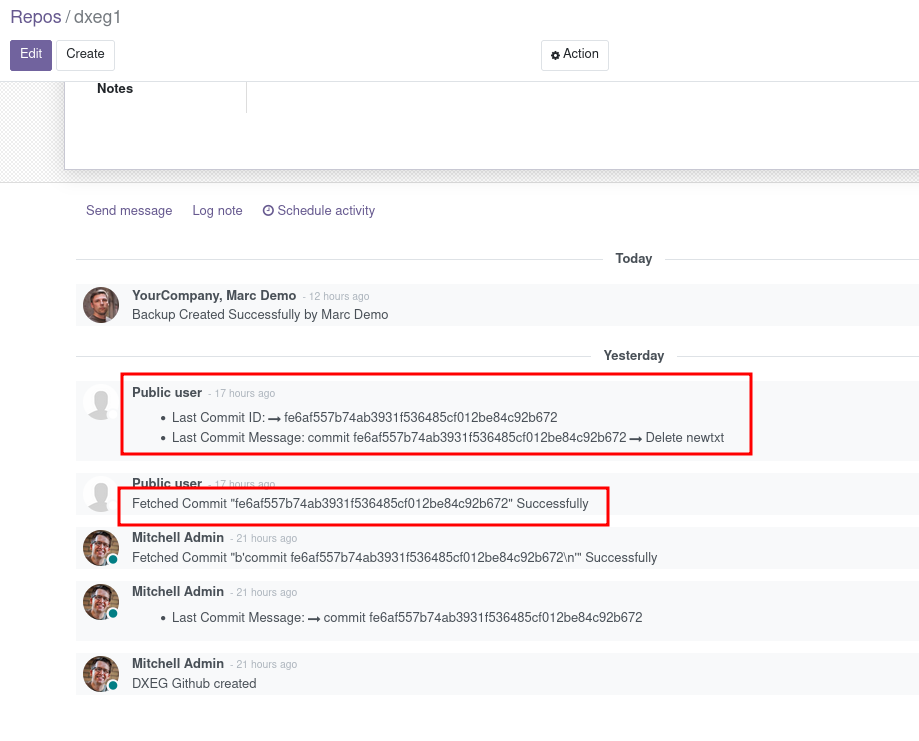 Repos / dxeg1
Edit Create Action
Notes
Send message Log note Schedule activity
Today
YourCompany, Marc Demo - 12 hours ago
Backup Created Successfully by Marc Demo
Yesterday
Public user - 17 hours ago
• Last Commit ID: → fe6af557b74ab3931f536485cf012be84c92b672
• Last Commit Message: commit fe6af557b74ab3931f536485cf012be84c92b672 → Delete newtxt
Public user - 17 hours ago
Fetched Commit "fe6af557b74ab3931f536485cf012be84c92b672" Successfully
Mitchell Admin - 21 hours ago
Fetched Commit "b'commit fe6af557b74ab3931f536485cf012be84c92b672\n'" Successfully
Mitchell Admin - 21 hours ago
• Last Commit Message: → commit fe6af557b74ab3931f536485cf012be84c92b672
Mitchell Admin - 21 hours ago
DXEG Github created